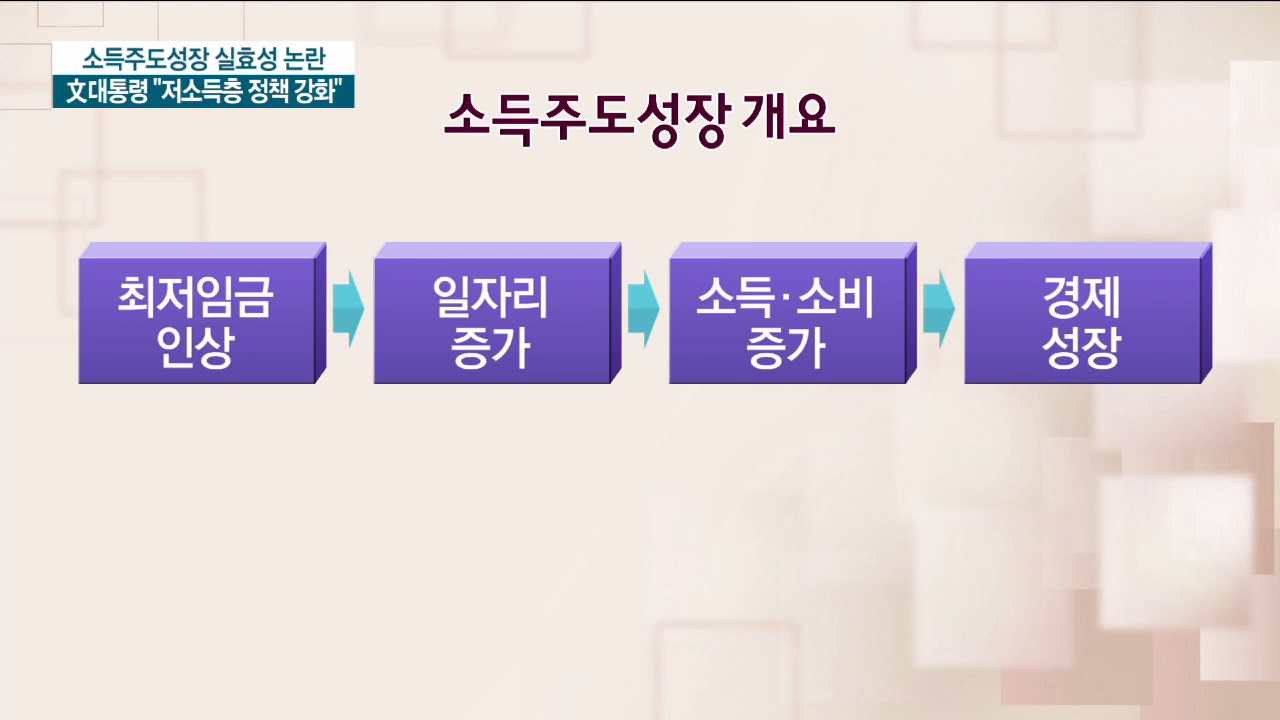 소득주도성장 실효성 논란
文대통령 "저소득층 정책 강화"
소득주도성장 개요
최저임금
인상
일자리
증가
소득·소비
증가
경제
성장